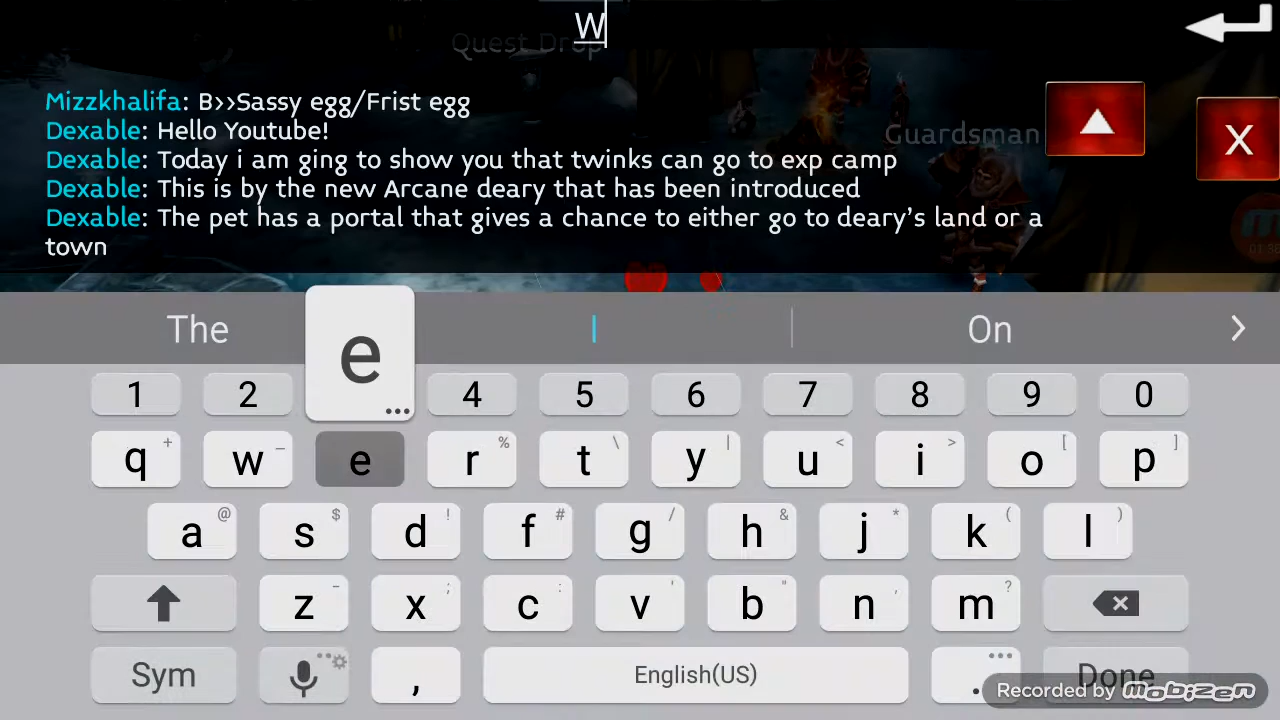 W
Quest Drop
Mizzkhalifa: B>>Sassy egg/Frist egg
Dexable: Hello Youtube!
Guardsman
X
Dexable: Today i am ging to show you that twinks can go to exp camp
Dexable: This is by the new Arcane deary that has been introduced
Dexable: The pet has a portal that gives a chance to either go to deary's land or a
town
The e I On
1 2 4 5 6 7 8 9 0
q + w _ e r % t \ y | u < i > o [ p ]
a @ s $ d ! f # g / h & j * k ( l )
z - x ; c : v ' b " n , m ?
Sym , English(US) . Done
Recorded by mobizen